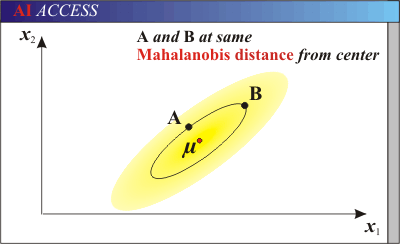 AI ACCESS
x2
A and B at same
Mahalanobis distance from center
B
A
μ
x1